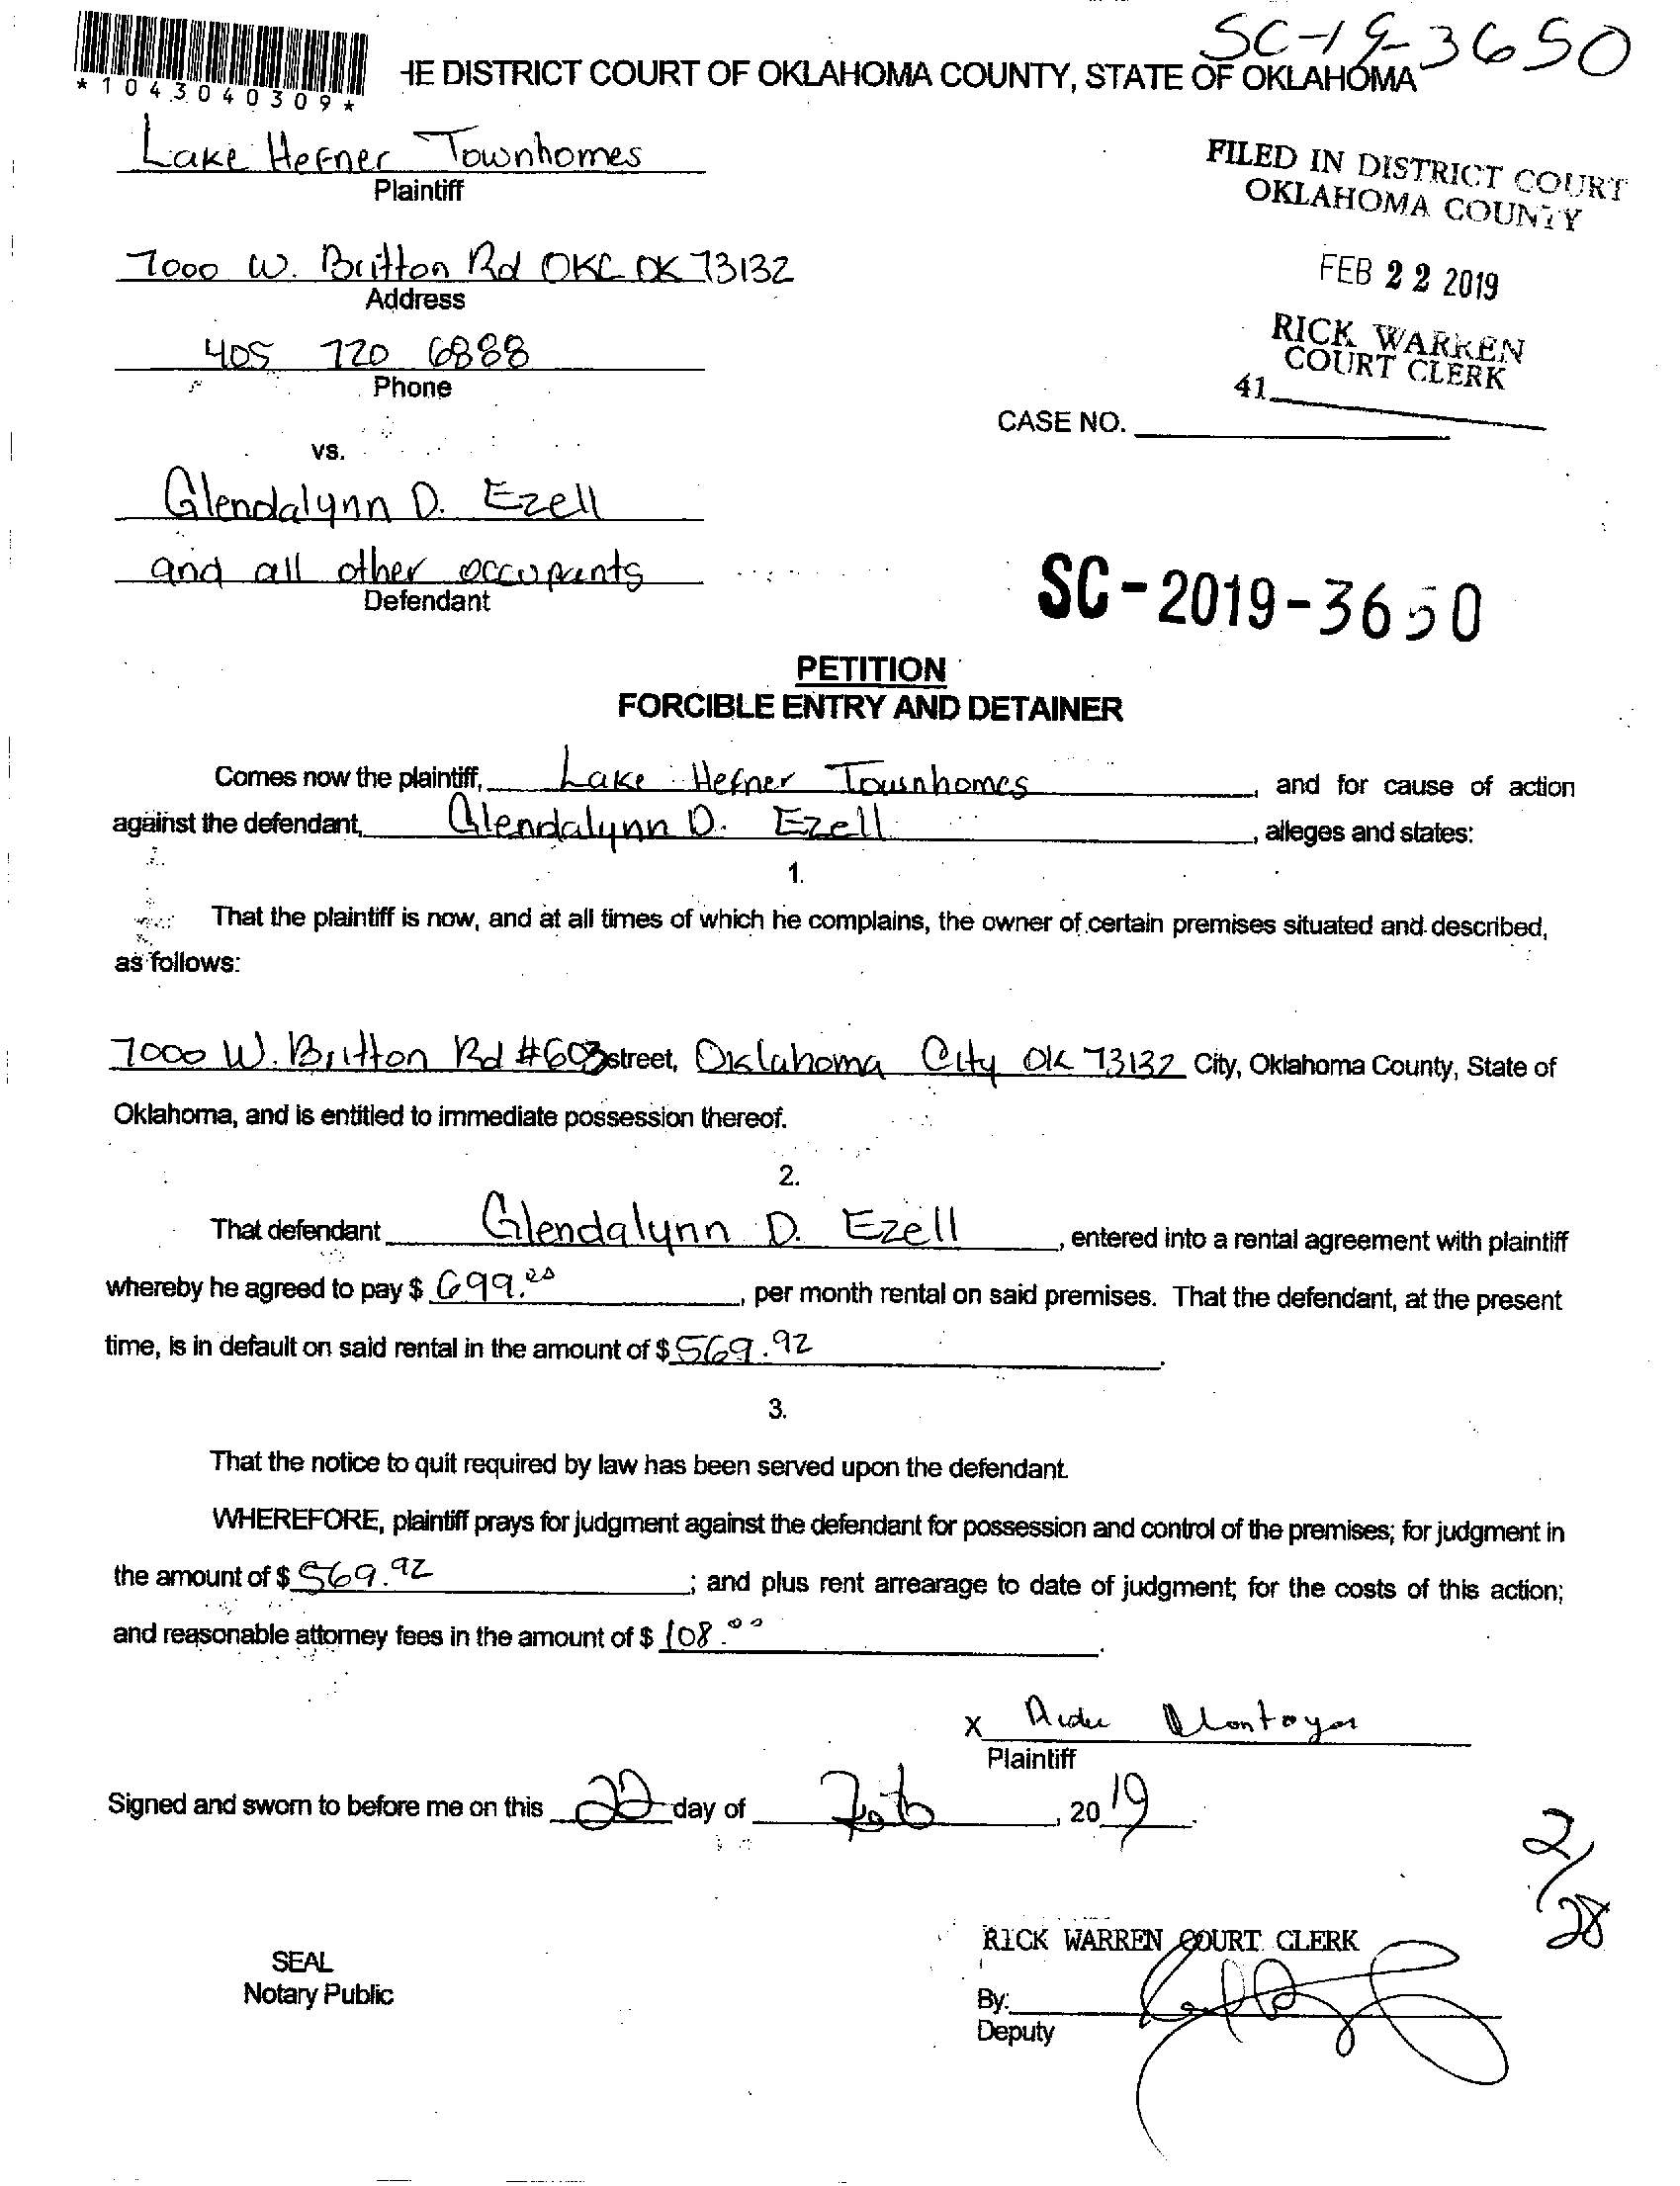 SC-19-3650
*1043040309*
HE DISTRICT COURT OF OKLAHOMA COUNTY, STATE OF OKLAHOMA
Lake Hefner Townhomes
Plaintiff
FILED IN DISTRICT COURT
OKLAHOMA COUNTY
7000 W. Britton Rd OKC OK 73132
Address
FEB 22 2019
RICK WARREN
COURT CLERK
405 720 6888
Phone
41
CASE NO.
vs.
Glendalynn D. Ezell
and all other occupants
Defendant
SC-2019-3650
PETITION
FORCIBLE ENTRY AND DETAINER
Comes now the plaintiff, Lake Hefner Townhomes, and for cause of action
against the defendant, Glendalynn D. Ezell, alleges and states:
1.
That the plaintiff is now, and at all times of which he complains, the owner of certain premises situated and described,
as follows:
7000 W. Britton Rd #603 street, Oklahoma City OK 73132 City, Oklahoma County, State of
Oklahoma, and is entitled to immediate possession thereof.
2.
That defendant Glendalynn D. Ezell, entered into a rental agreement with plaintiff
whereby he agreed to pay $ 699.00, per month rental on said premises. That the defendant, at the present
time, is in default on said rental in the amount of $ 569.92.
3.
That the notice to quit required by law has been served upon the defendant.
WHEREFORE, plaintiff prays for judgment against the defendant for possession and control of the premises; for judgment in
the amount of $ 569.92; and plus rent arrearage to date of judgment; for the costs of this action;
and reasonable attorney fees in the amount of $ 108.00.
x Montoya
Plaintiff
Signed and sworn to before me on this 22 day of Feb, 2019.
2/28
RICK WARREN COURT CLERK
SEAL
Notary Public
By:
Deputy